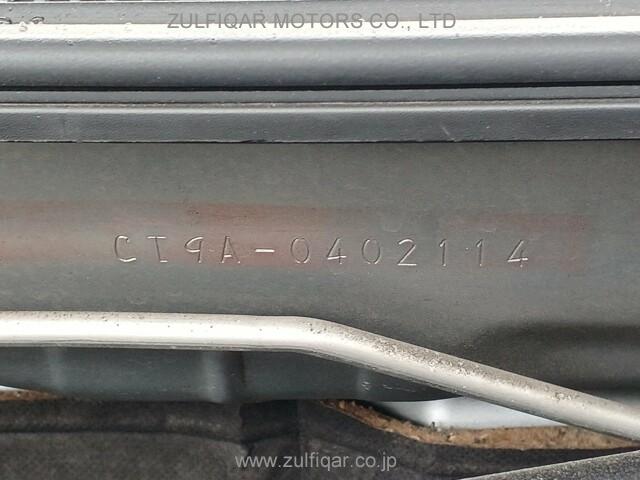 ZULFIQAR MOTORS CO., LTD
CT9A-0402114
www.zulfiqar.co.jp